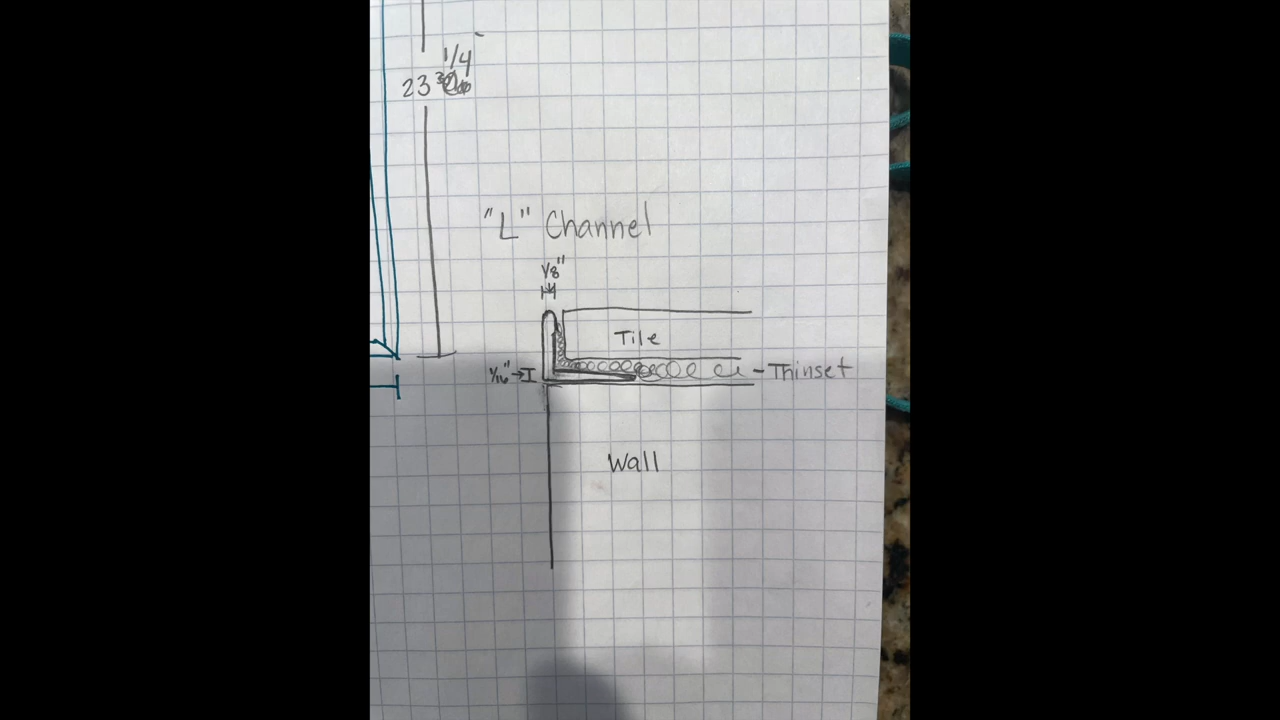 1/4
23
"L" Channel
1/8"
Tile
1/16"
Thinset
Wall